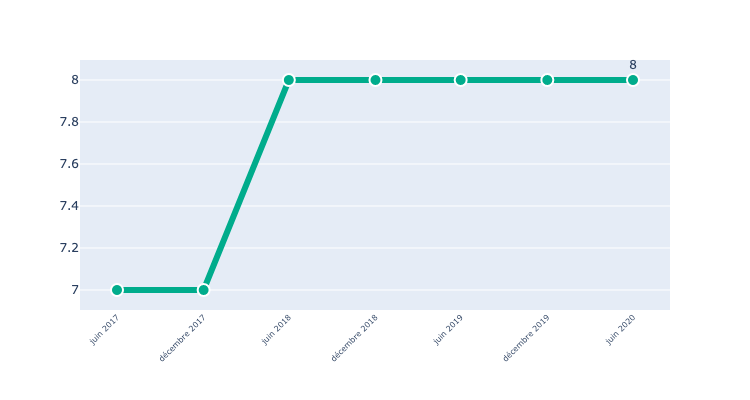 8
8
7.8
7.6
7.4
7.2
7
juin 2017
décembre 2017
juin 2018
décembre 2018
juin 2019
décembre 2019
juin 2020